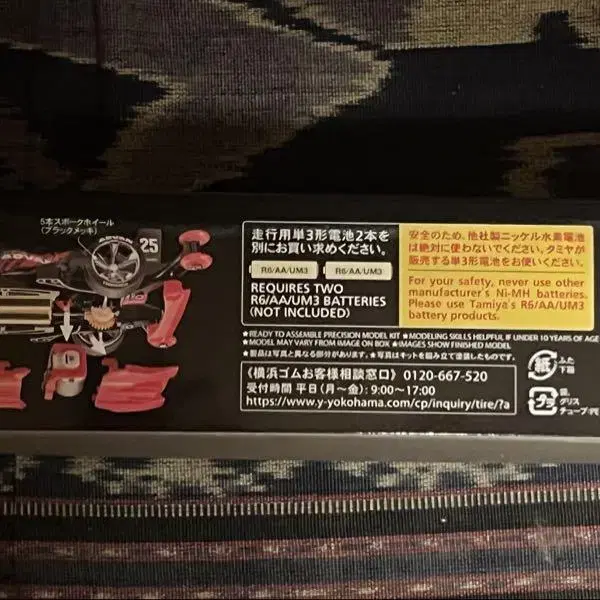 5本スポークホイール
(ブラックメッキ)
ADVAN
25
走行用単3形電池2本を
別にお買い求めください。
R6/AA/UM3 R6/AA/UM3
REQUIRES TWO
R6/AA/UM3 BATTERIES
(NOT INCLUDED)
安全のため、他社製ニッケル水素電池
は絶対に使わないでください。タミヤが
販売する単3形電池をお使いください。
For your safety, never use other
manufacturer's Ni-MH batteries.
Please use Tamiya's R6/AA/UM3
battery products.
★READY TO ASSEMBLE PRECISION MODEL KIT ★MODELING SKILLS HELPFUL IF UNDER 10 YEARS OF AGE
★MODEL MAY VARY FROM IMAGE ON BOX ★IMAGES SHOW FINISHED MODEL
★製品は写真と異なる部分があります。★写真はキットを組み立て塗装したものです。
《横浜ゴムお客様相談窓口》 0120-667-520
受付時間 平日(月~金): 9:00~17:00
https://www.y-yokohama.com/cp/inquiry/tire/?a
紙
ふた
下箱
プラ
袋、
グリス
チューブ:PE